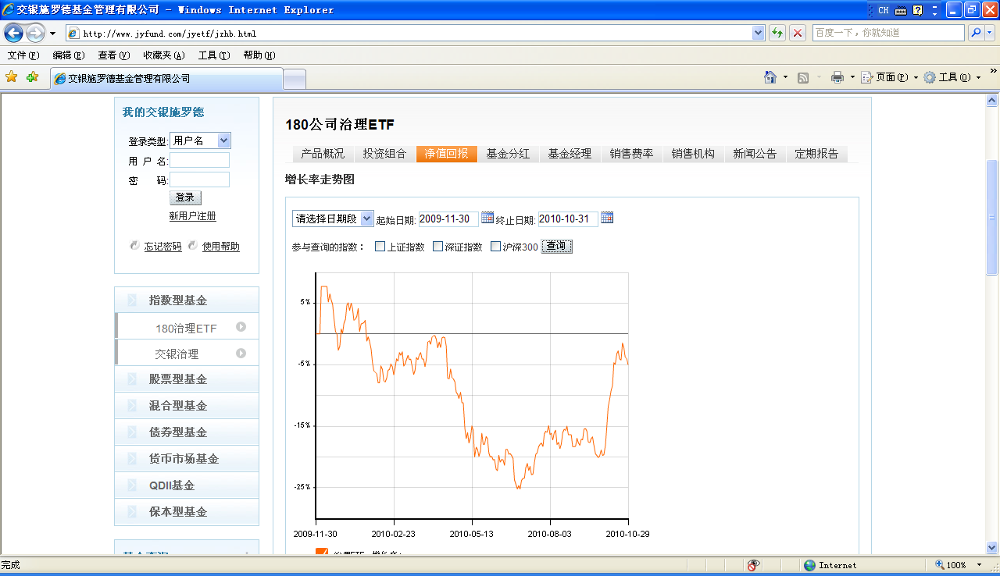 交银施罗德基金管理有限公司 - Windows Internet Explorer
CH
http://www.jyfund.com/jyetf/jzhb.html
百度一下，你就知道
文件(F) 编辑(E) 查看(V) 收藏夹(A) 工具(T) 帮助(H)
交银施罗德基金管理有限公司
页面(P) 工具(O)
我的交银施罗德
登录类型: 用户名
用 户 名:
密 码:
登录
新用户注册
忘记密码 使用帮助
指数型基金
180治理ETF
交银治理
股票型基金
混合型基金
债券型基金
货币市场基金
QDII基金
保本型基金
180公司治理ETF
产品概况 投资组合 净值回报 基金分红 基金经理 销售费率 销售机构 新闻公告 定期报告
增长率走势图
请选择日期段 起始日期: 2009-11-30 终止日期: 2010-10-31
参与查询的指数： 上证指数 深证指数 沪深300 查询
5%
-5%
-15%
-25%
2009-11-30 2010-02-23 2010-05-13 2010-08-03 2010-10-29
完成
Internet
100%